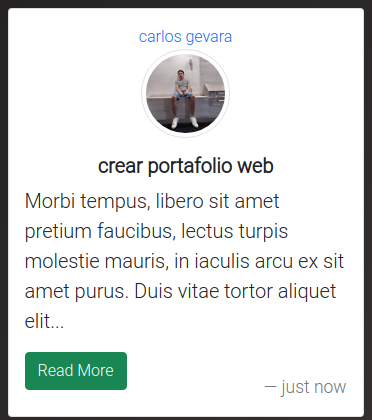 carlos gevara
crear portafolio web
Morbi tempus, libero sit amet
pretium faucibus, lectus turpis
molestie mauris, in iaculis arcu ex sit
amet purus. Duis vitae tortor aliquet
elit...
Read More
— just now